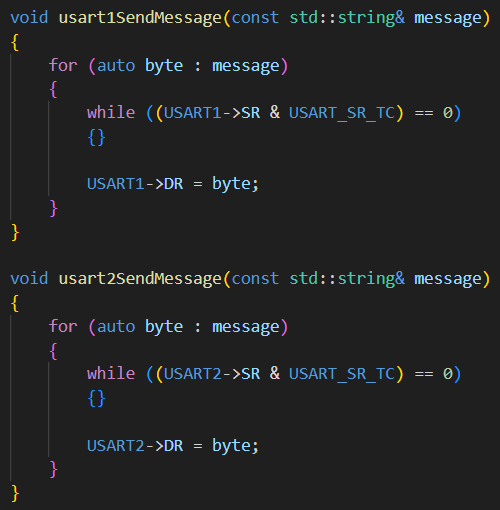 void usart1SendMessage(const std::string& message)
{
    for (auto byte : message)
    {
        while ((USART1->SR & USART_SR_TC) == 0)
        {}

        USART1->DR = byte;
    }
}

void usart2SendMessage(const std::string& message)
{
    for (auto byte : message)
    {
        while ((USART2->SR & USART_SR_TC) == 0)
        {}

        USART2->DR = byte;
    }
}